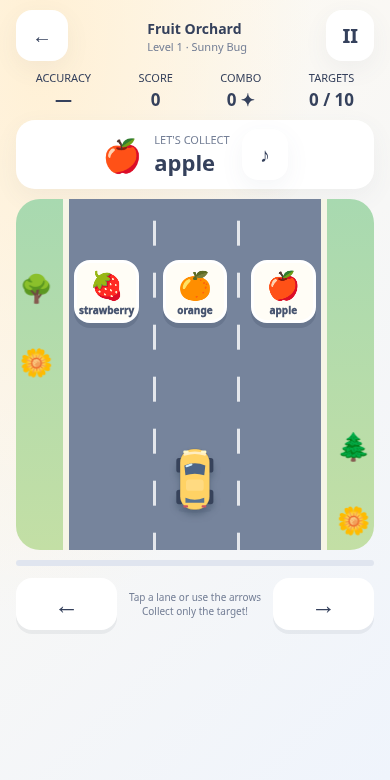 ←
Fruit Orchard
Level 1 · Sunny Bug
II
ACCURACY SCORE COMBO TARGETS
— 0 0 ✦ 0 / 10
LET'S COLLECT
apple
♪
strawberry orange apple
←
Tap a lane or use the arrows
Collect only the target!
→